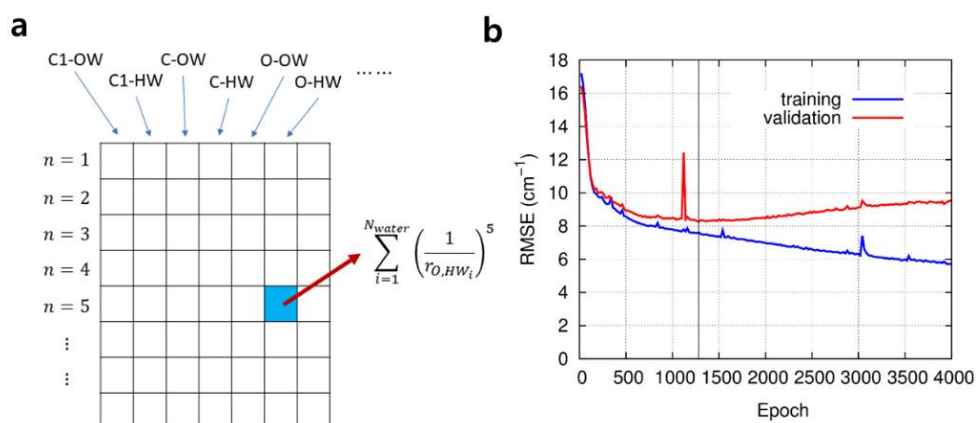 a
C1-OW C-OW O-OW ……
C1-HW C-HW O-HW
n = 1
n = 2
n = 3
n = 4
n = 5
⋮
⋮
N_water
∑ (1 / r_{O,HW_i})^5
i=1
b
18
16
14
12
10
8
6
4
2
0
RMSE (cm⁻¹)
training
validation
0 500 1000 1500 2000 2500 3000 3500 4000
Epoch